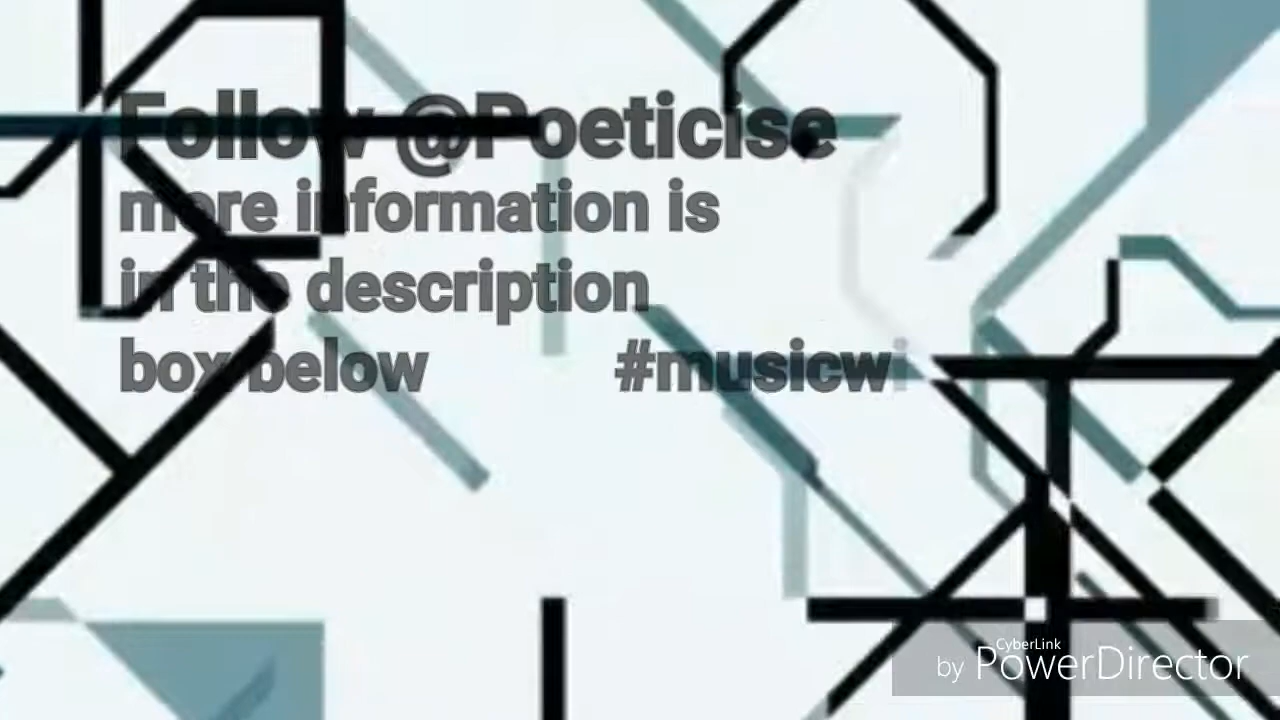 Follow @Poeticise
more information is
in the description
box below #musicwi
CyberLink
by PowerDirector